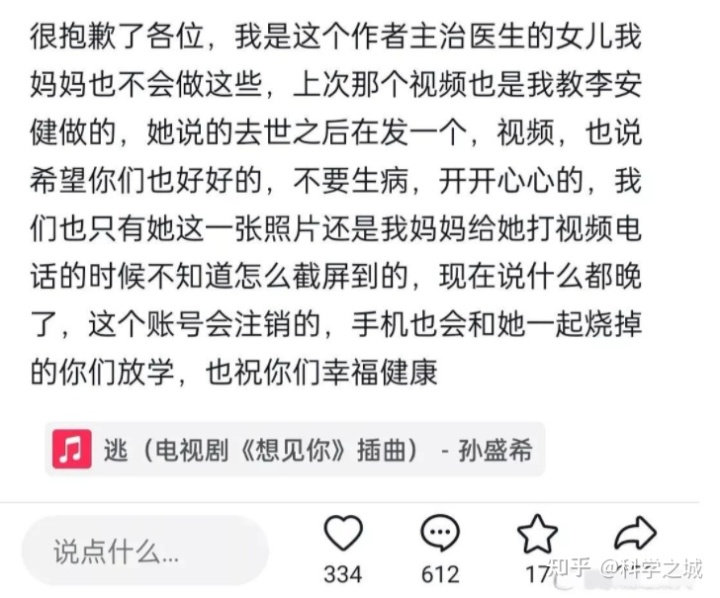 很抱歉了各位，我是这个作者主治医生的女儿我
妈妈也不会做这些，上次那个视频也是我教李安
健做的，她说的去世之后在发一个，视频，也说
希望你们也好好的，不要生病，开开心心的，我
们也只有她这一张照片还是我妈妈给她打视频电
话的时候不知道怎么截屏到的，现在说什么都晚
了，这个账号会注销的，手机也会和她一起烧掉
的你们放学，也祝你们幸福健康
逃（电视剧《想见你》插曲） - 孙盛希
说点什么...
334
612
17
知乎 @科学之城